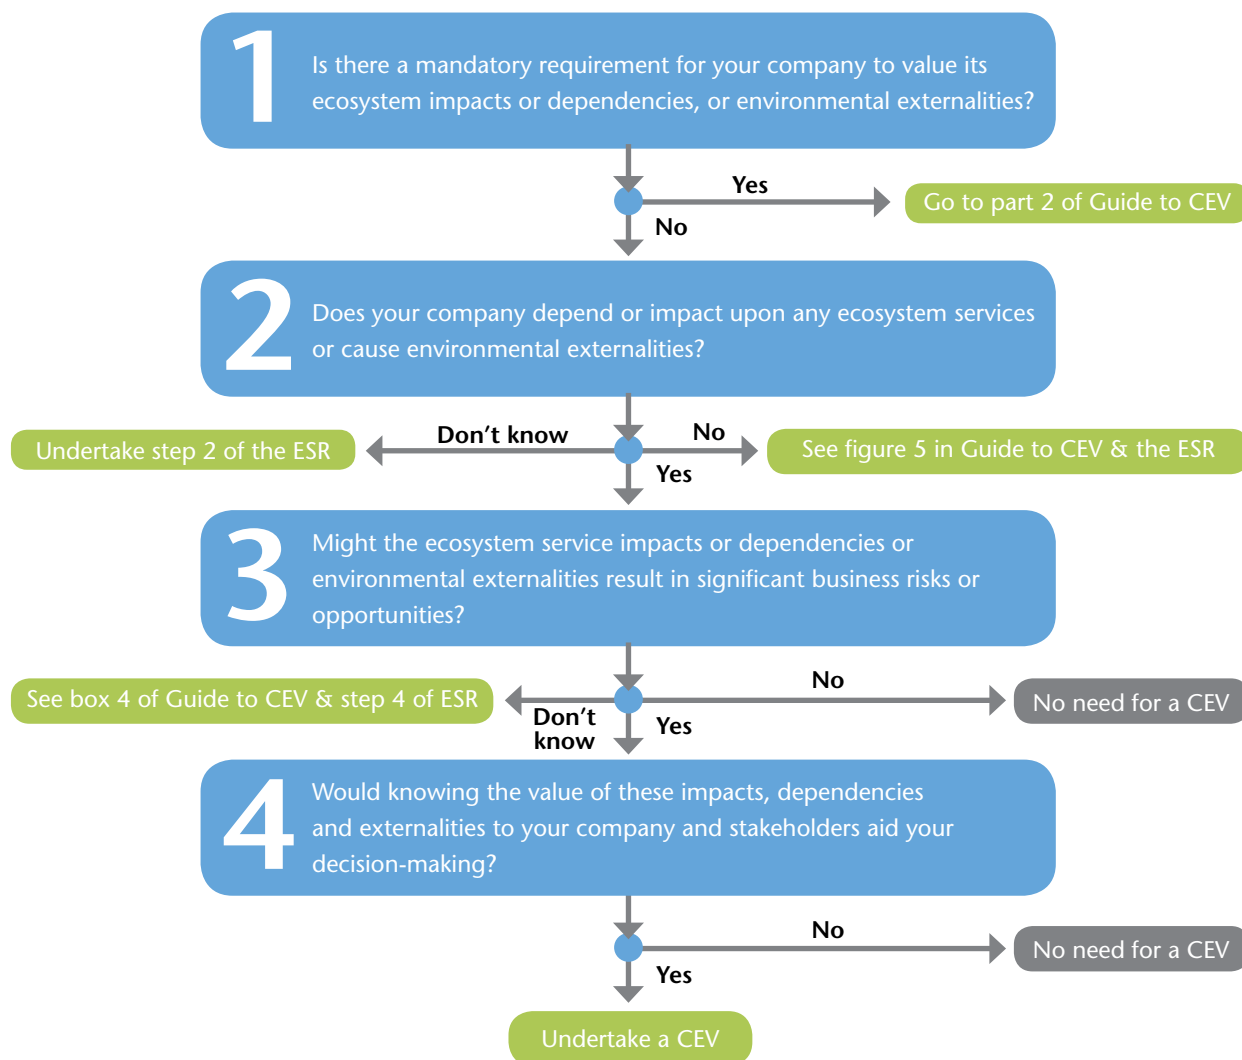 1
Is there a mandatory requirement for your company to value its
ecosystem impacts or dependencies, or environmental externalities?
Yes
Go to part 2 of Guide to CEV
No
2
Does your company depend or impact upon any ecosystem services
or cause environmental externalities?
Undertake step 2 of the ESR
Don’t know
No
See figure 5 in Guide to CEV & the ESR
Yes
3
Might the ecosystem service impacts or dependencies or
environmental externalities result in significant business risks or
opportunities?
See box 4 of Guide to CEV & step 4 of ESR
Don’t
know
No
No need for a CEV
Yes
4
Would knowing the value of these impacts, dependencies
and externalities to your company and stakeholders aid your
decision-making?
No
No need for a CEV
Yes
Undertake a CEV